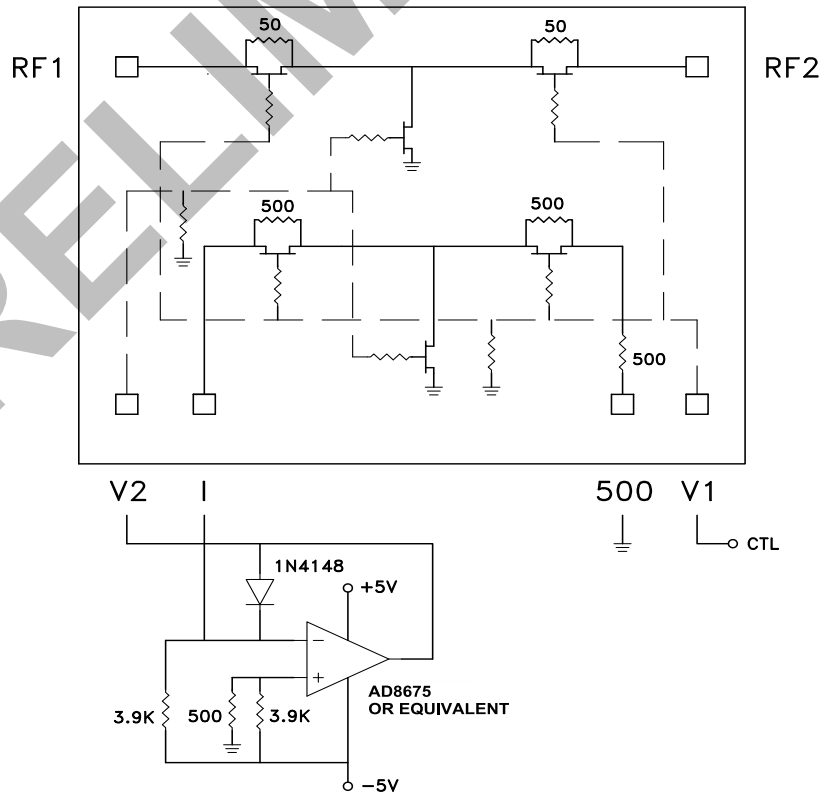 RELIM
50
50
RF1
RF2
500
500
500
V2
I
500
V1
CTL
1N4148
+5V
−
+
3.9K
500
3.9K
AD8675
OR EQUIVALENT
−5V